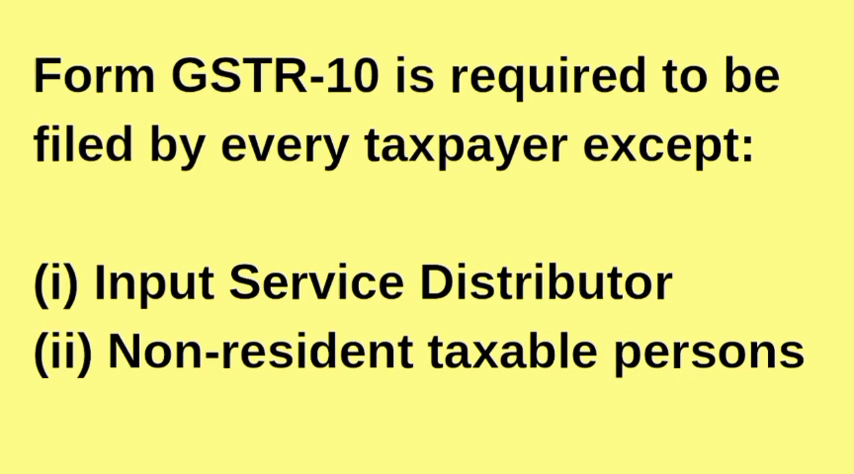 Form GSTR-10 is required to be
filed by every taxpayer except:
(i) Input Service Distributor
(ii) Non-resident taxable persons